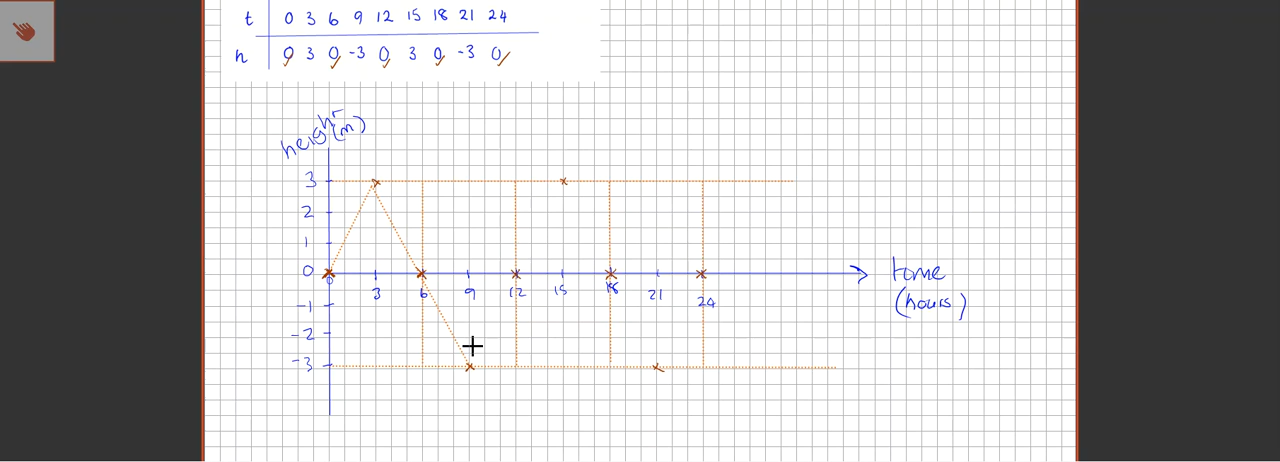 t 0 3 6 9 12 15 18 21 24
h 0 3 0 -3 0 3 0 -3 0
height
(m)
3
2
1
0
-1
-2
-3
0 3 6 9 12 15 18 21 24
time
(hours)